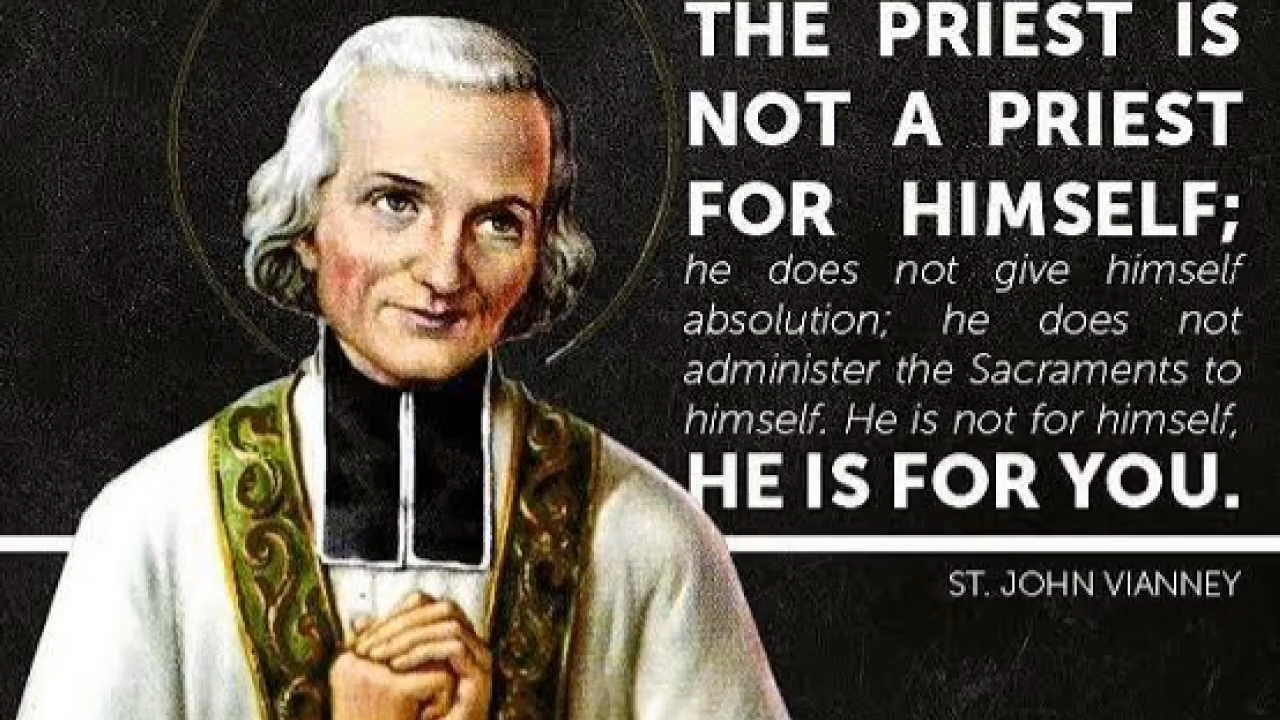 THE PRIEST IS
NOT A PRIEST
FOR HIMSELF;
he does not give himself
absolution; he does not
administer the Sacraments to
himself. He is not for himself,
HE IS FOR YOU.
ST. JOHN VIANNEY